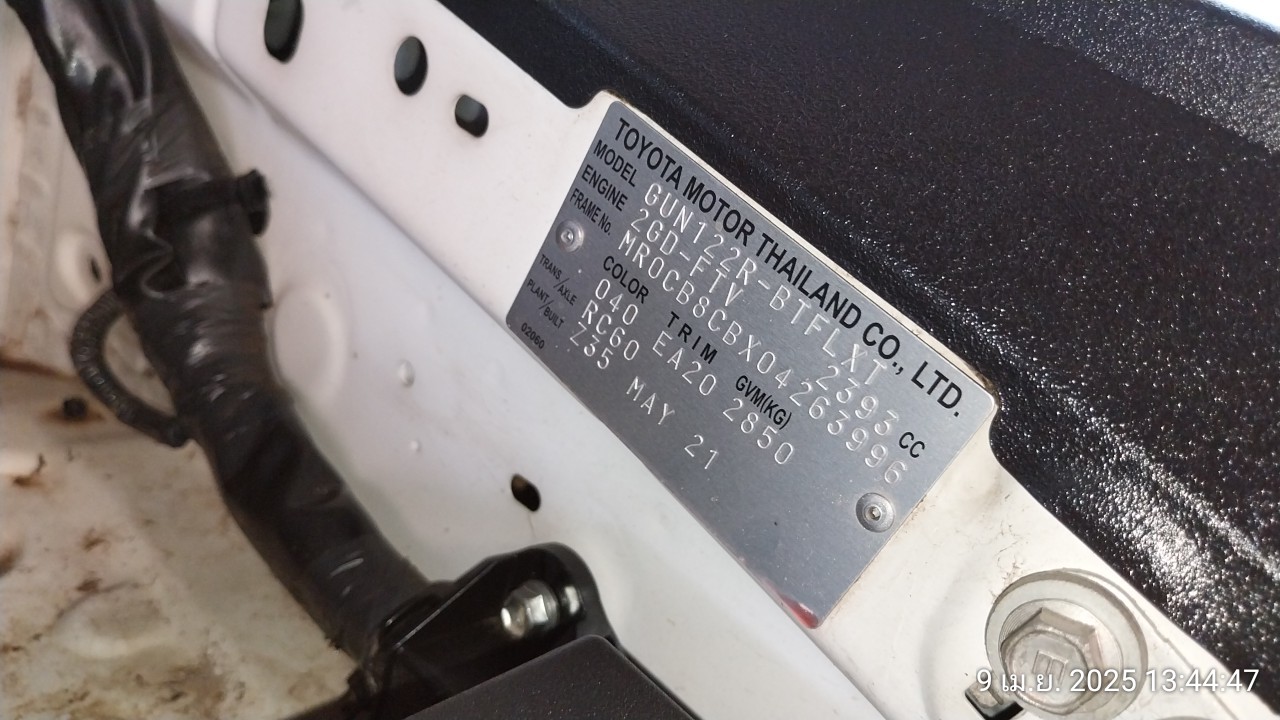 TOYOTA MOTOR THAILAND CO., LTD.
MODEL GUN122R-BTFLXT
ENGINE 2GD-FTV 2393 CC
FRAME No. MR0CB8CBX04263996
COLOR TRIM GVM(KG)
040 EA20 2850
TRANS/AXLE RC60
PLANT/BUILT Z35 MAY 21
02060
9 เม.ย. 2025 13:44:47